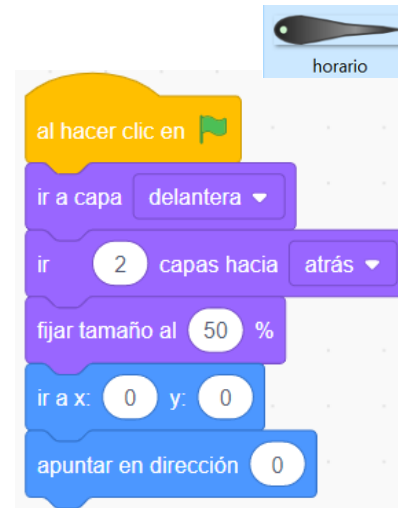 horario
al hacer clic en
ir a capa delantera
ir 2 capas hacia atrás
fijar tamaño al 50 %
ir a x: 0 y: 0
apuntar en dirección 0